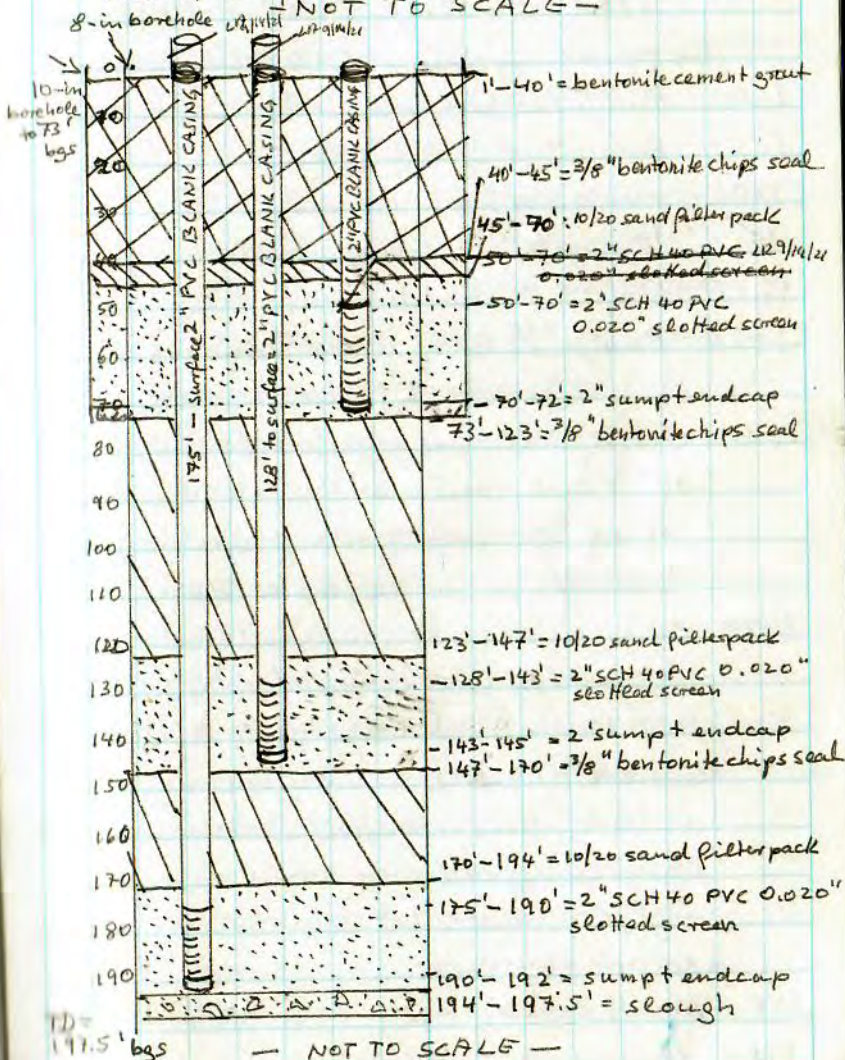 — NOT TO SCALE —
8-in borehole
10-in
borehole
to 73'
bgs
0
10
20
30
40
50
60
70
80
90
100
110
120
130
140
150
160
170
180
190
175' - surface 2" PVC BLANK CASING
128' to surface = 2" PVC BLANK CASING
2" PVC BLANK CASING
1'-40' = bentonite cement grout
40'-45' = 3/8" bentonite chips seal
45'-70': 10/20 sand filter pack
50'-70' = 2" SCH 40 PVC 9/14/21
0.020" slotted screen
50'-70' = 2" SCH 40 PVC
0.020" slotted screen
70'-72' = 2" sump + endcap
73'-123' = 3/8" bentonite chips seal
123'-147' = 10/20 sand filterpack
128'-143' = 2" SCH 40 PVC 0.020"
slotted screen
143'-145' = 2' sump + endcap
147'-170' = 3/8" bentonite chips seal
170'-194' = 10/20 sand filter pack
175'-190' = 2" SCH 40 PVC 0.020"
slotted screen
190'-192' = sump + endcap
194'-197.5' = slough
TD =
197.5' bgs
— NOT TO SCALE —